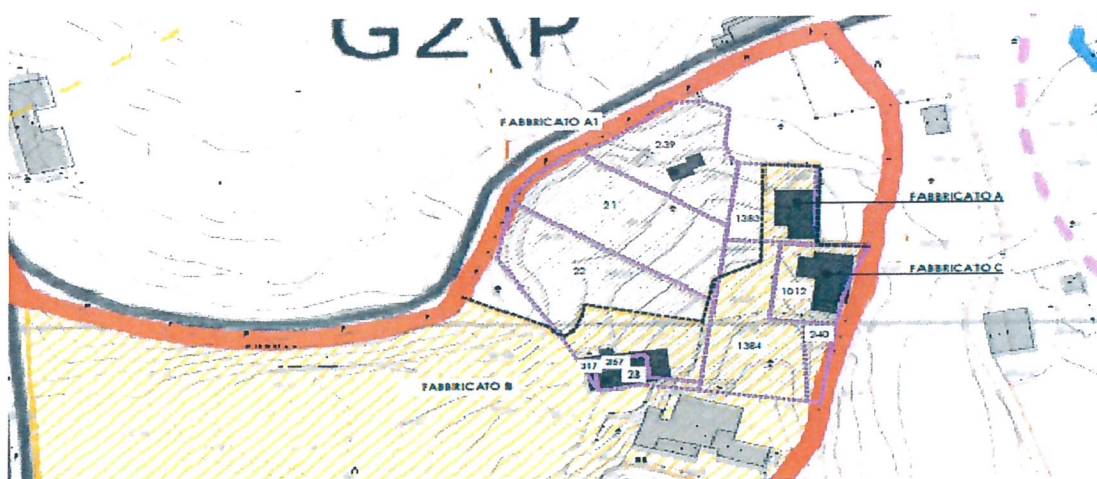 G2\P
FABBRICATO A1
239
21
FABBRICATO A
1383
22
FABBRICATO C
1012
1384
240
317
257
23
FABBRICATO B